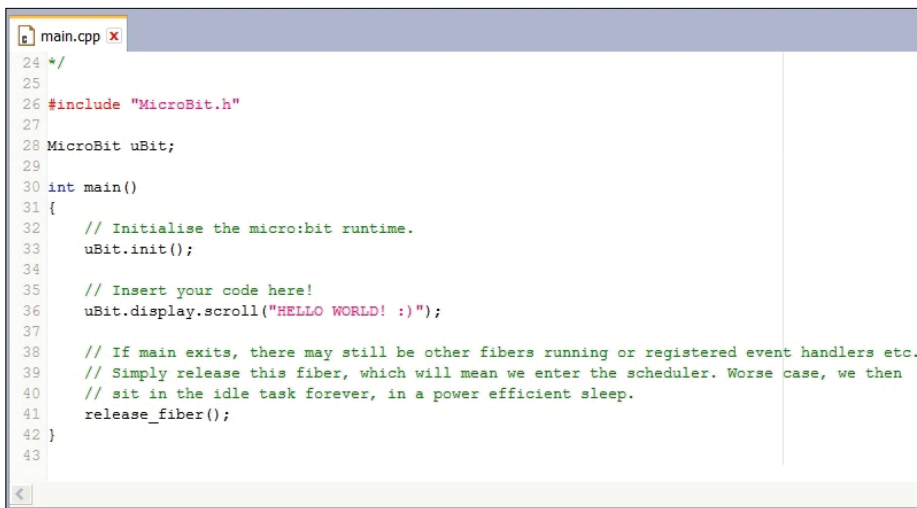 main.cpp x
24 */
25
26 #include "MicroBit.h"
27
28 MicroBit uBit;
29
30 int main()
31 {
32     // Initialise the micro:bit runtime.
33     uBit.init();
34
35     // Insert your code here!
36     uBit.display.scroll("HELLO WORLD! :)");
37
38     // If main exits, there may still be other fibers running or registered event handlers etc.
39     // Simply release this fiber, which will mean we enter the scheduler. Worse case, we then
40     // sit in the idle task forever, in a power efficient sleep.
41     release_fiber();
42 }
43